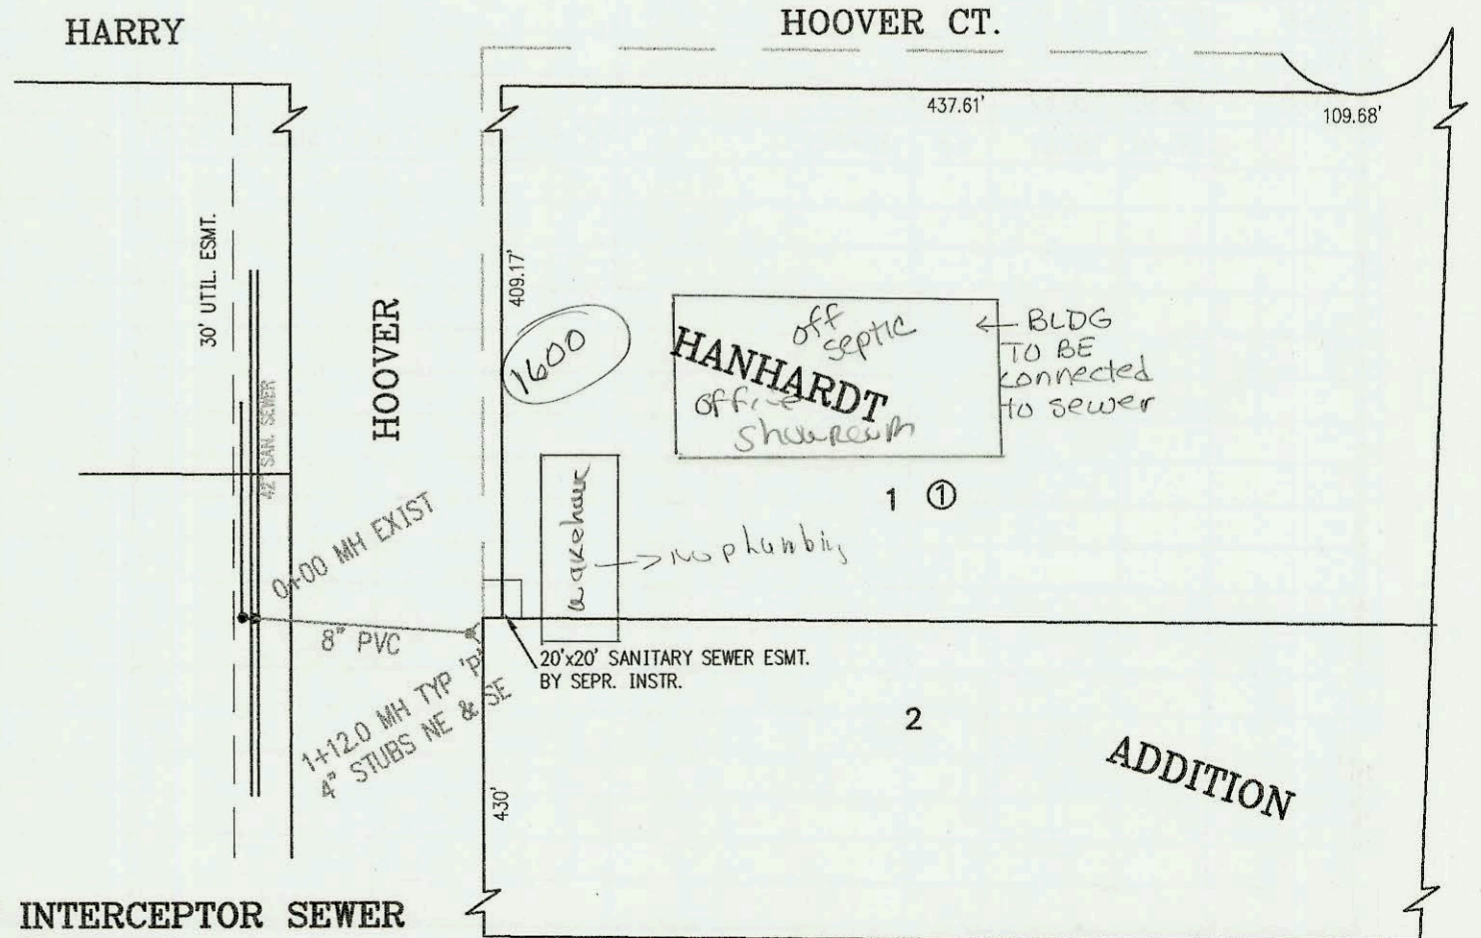 HARRY
HOOVER CT.
437.61'
109.68'
30' UTIL. ESMT.
42" SAN. SEWER
HOOVER
409.17'
1600
off
septic
HANHARDT
office
Showroom
← BLDG
TO BE
connected
to sewer
1 ①
warehouse
→ No plumbing
0+00 MH EXIST
8" PVC
1+12.0 MH TYP 'P'
4" STUBS NE & SE
20'x20' SANITARY SEWER ESMT.
BY SEPR. INSTR.
2
ADDITION
430'
INTERCEPTOR SEWER